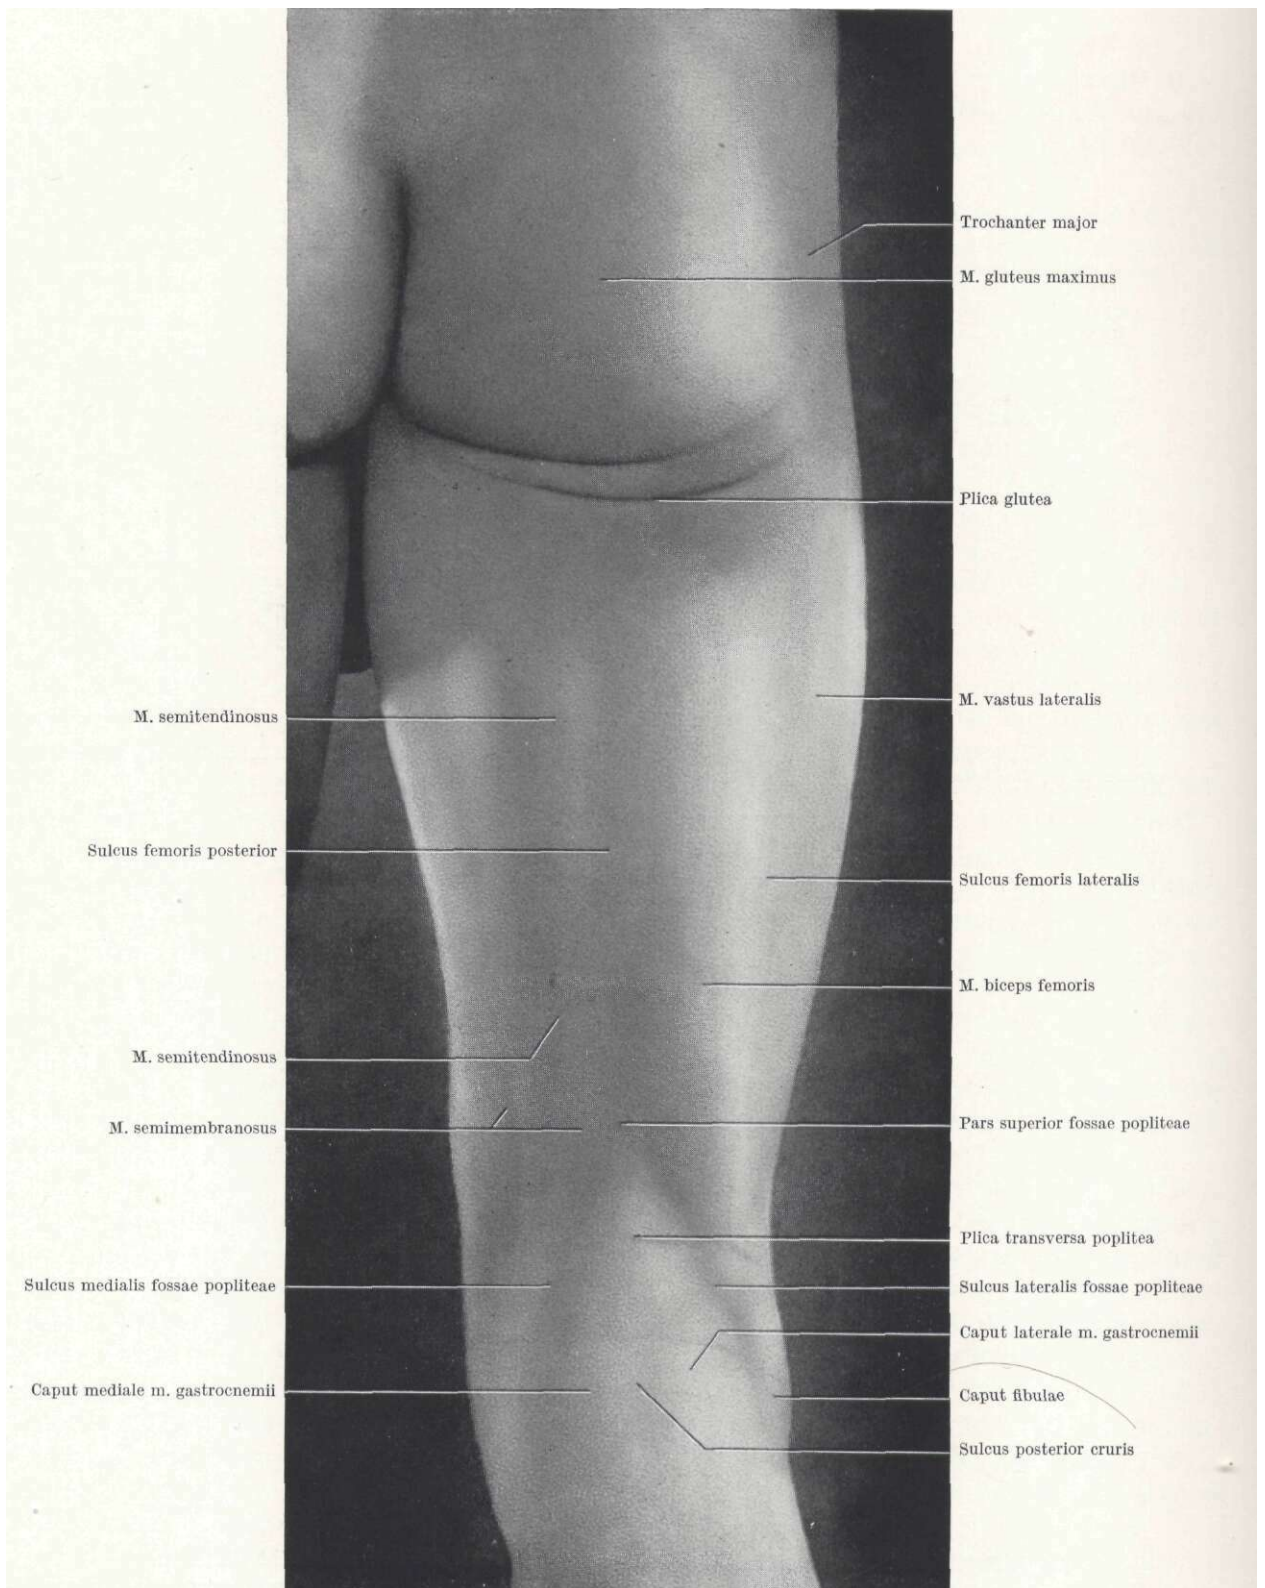 Trochanter major
M. gluteus maximus
Plica glutea
M. vastus lateralis
M. semitendinosus
Sulcus femoris posterior
Sulcus femoris lateralis
M. biceps femoris
M. semitendinosus
Pars superior fossae popliteae
M. semimembranosus
Plica transversa poplitea
Sulcus medialis fossae popliteae
Sulcus lateralis fossae popliteae
Caput laterale m. gastrocnemii
Caput mediale m. gastrocnemii
Caput fibulae
Sulcus posterior cruris